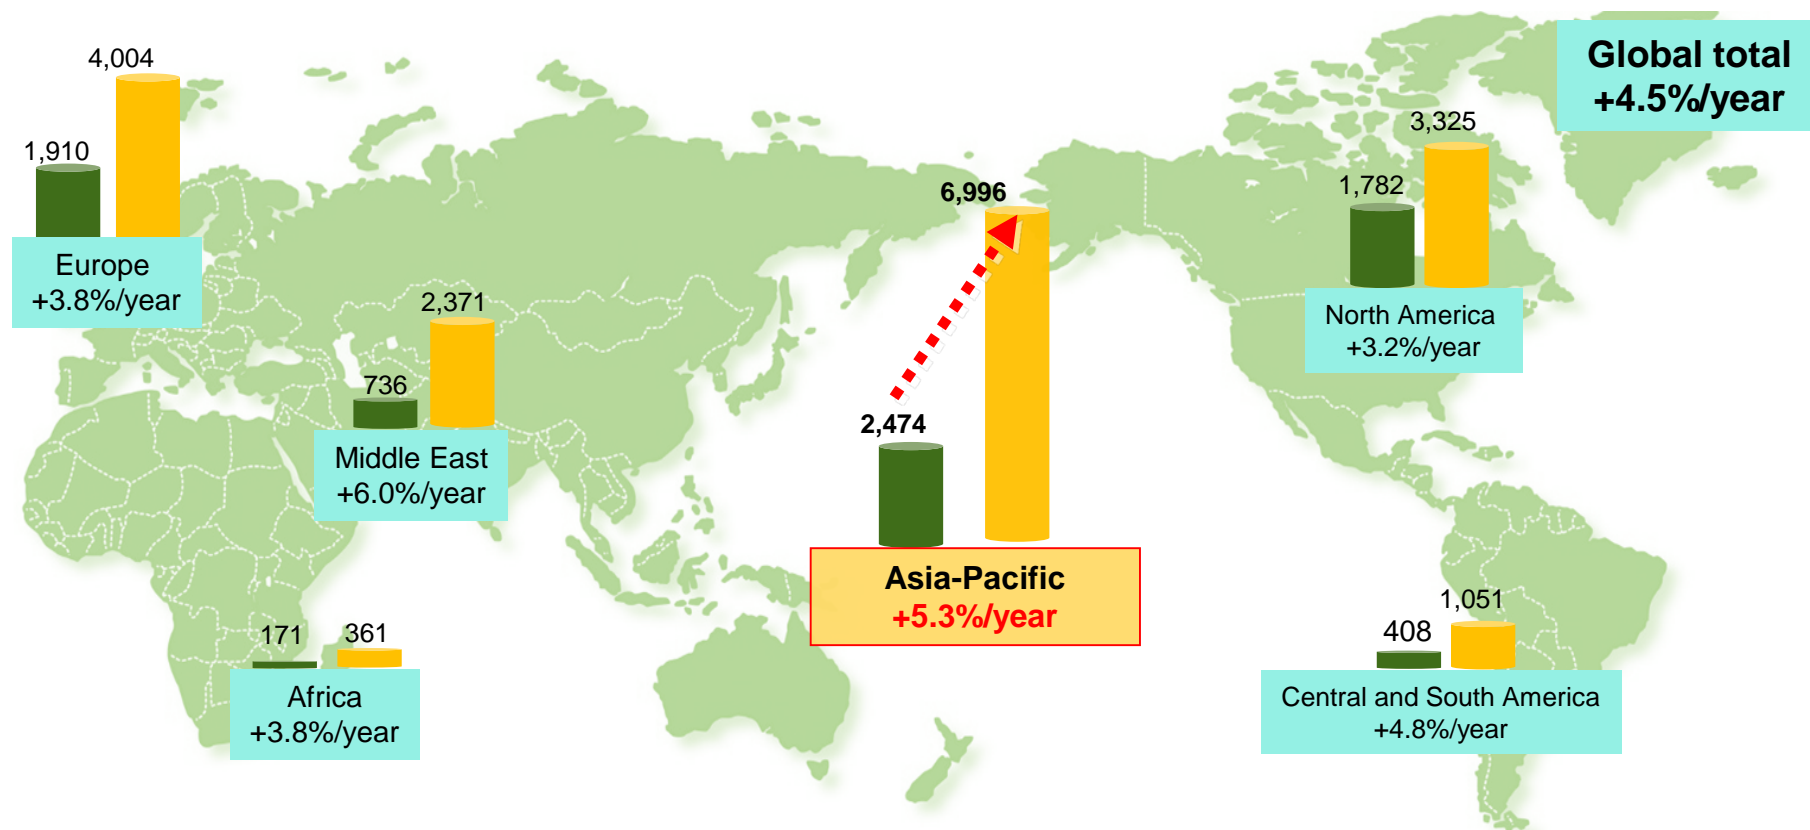 Global total
+4.5%/year
4,004
1,910
Europe
+3.8%/year
2,371
736
Middle East
+6.0%/year
171
361
Africa
+3.8%/year
6,996
2,474
Asia-Pacific
+5.3%/year
3,325
1,782
North America
+3.2%/year
1,051
408
Central and South America
+4.8%/year